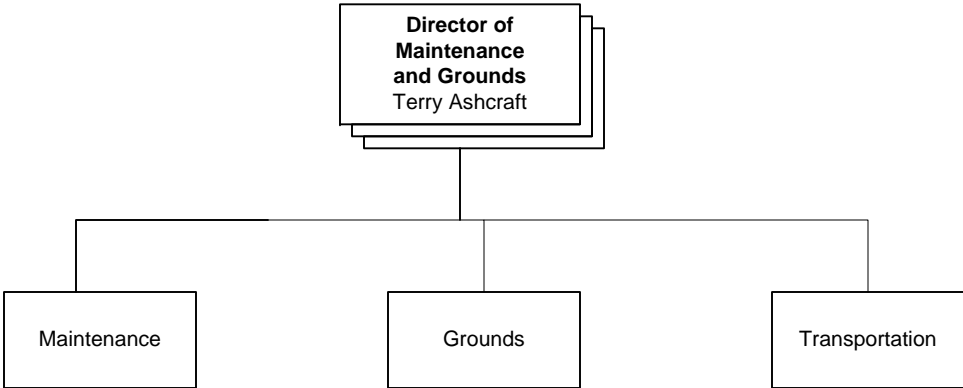 Director of
Maintenance
and Grounds
Terry Ashcraft
Maintenance
Grounds
Transportation